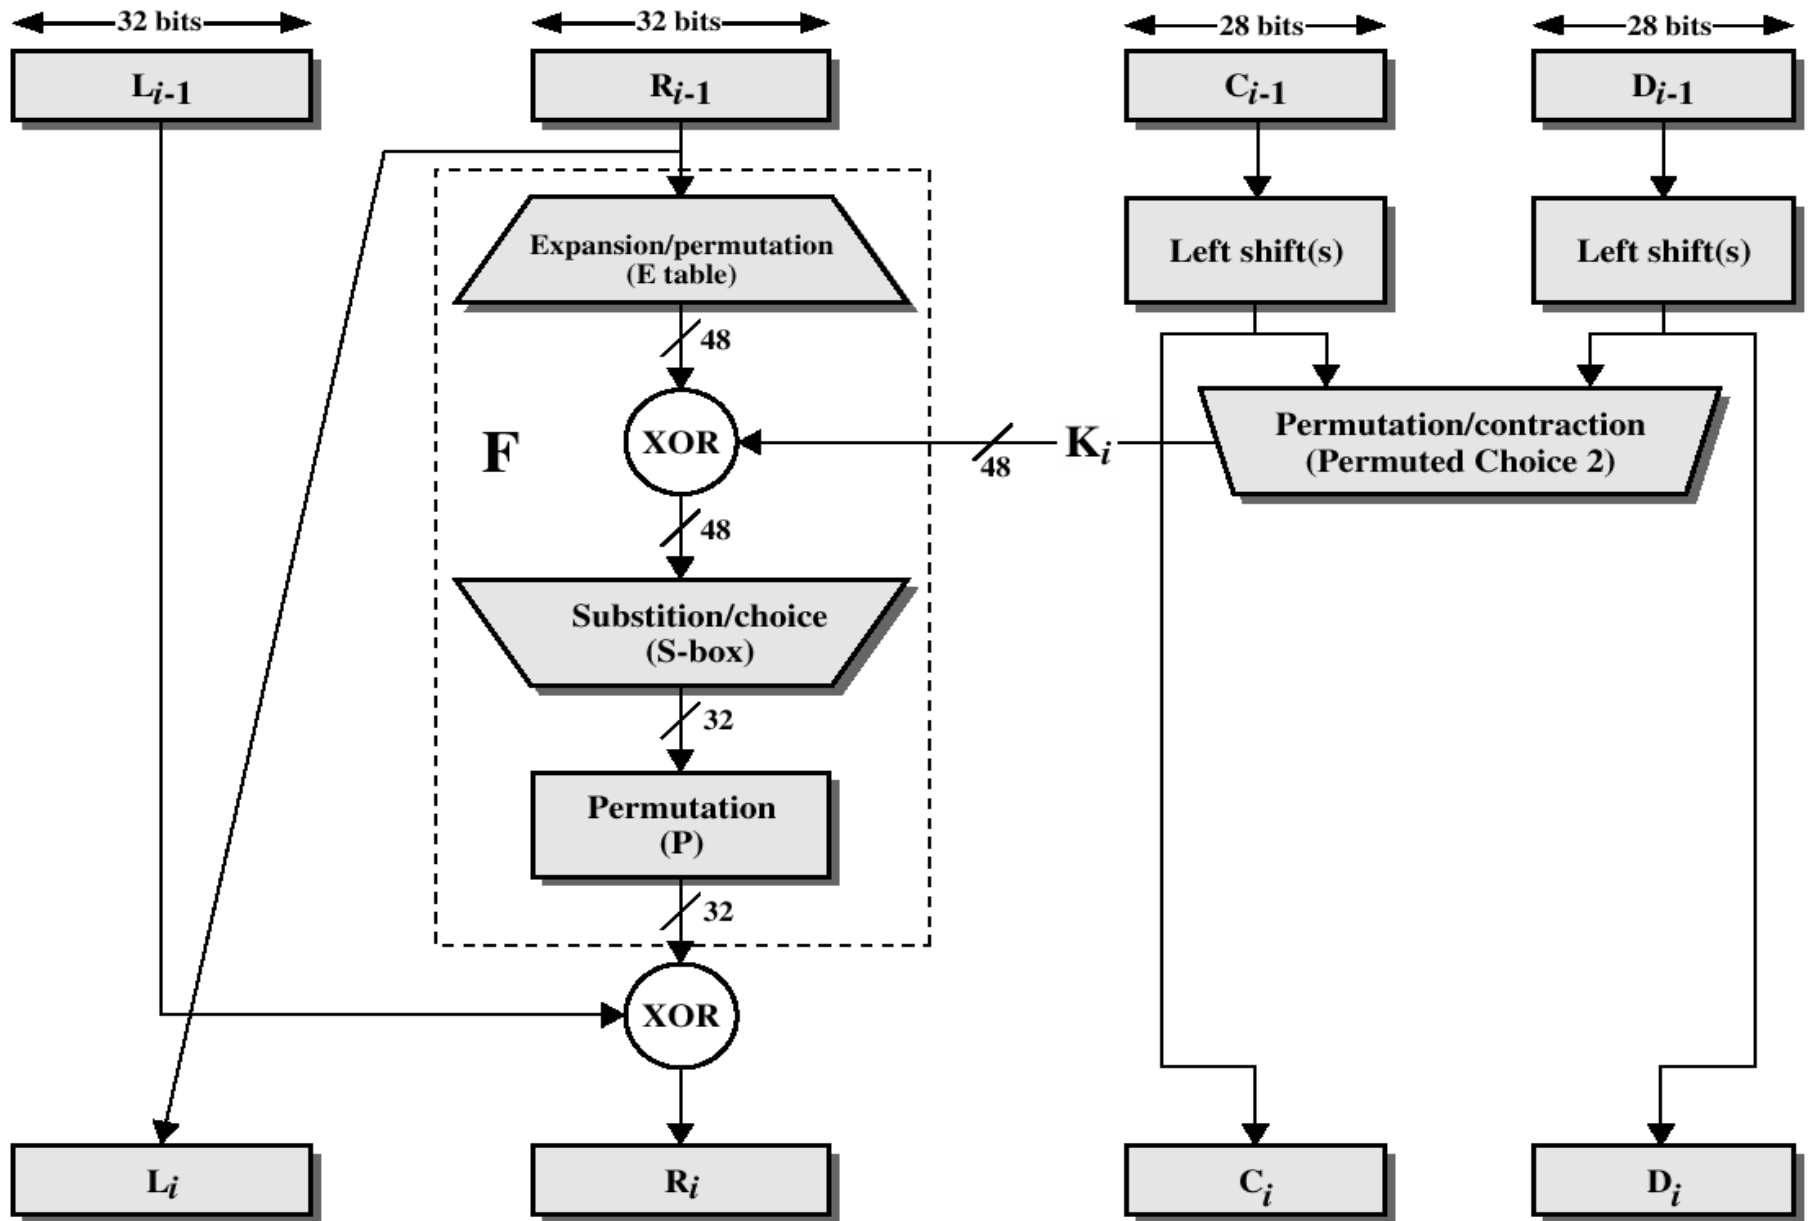 32 bits
32 bits
28 bits
28 bits
Li-1
Ri-1
Ci-1
Di-1
Expansion/permutation
(E table)
Left shift(s)
Left shift(s)
48
F
XOR
48
Ki
Permutation/contraction
(Permuted Choice 2)
48
Substition/choice
(S-box)
32
Permutation
(P)
32
XOR
Li
Ri
Ci
Di